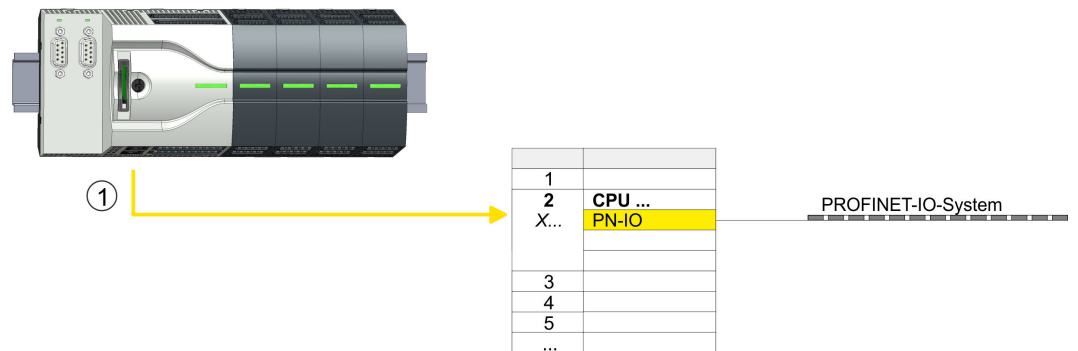 ①
1
2 CPU ...
X... PN-IO
PROFINET-IO-System
3
4
5
...